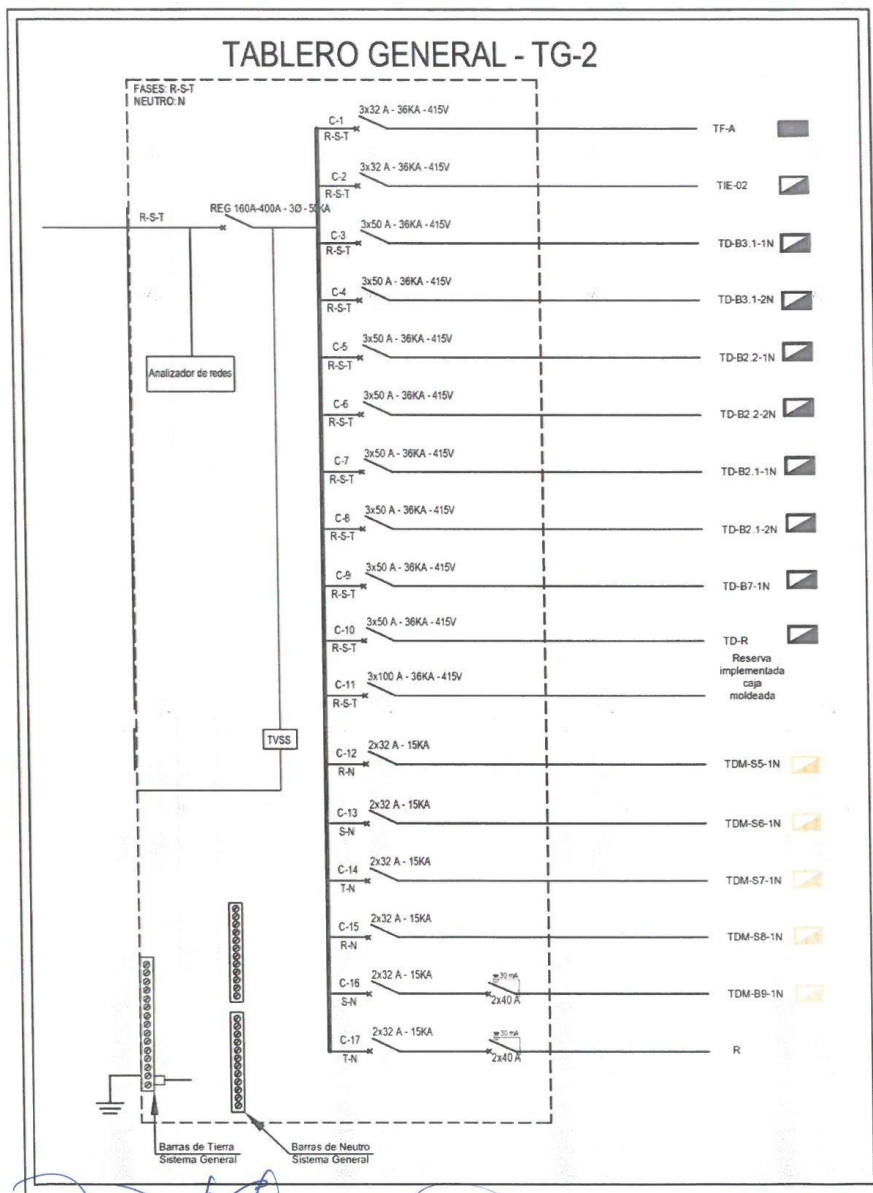 TABLERO GENERAL - TG-2
FASES: R-S-T
NEUTRO: N
R-S-T
REG 160A-400A - 3Ø - 50KA
Analizador de redes
TVSS
C-1
R-S-T
3x32 A - 36KA - 415V
TF-A
C-2
R-S-T
3x32 A - 36KA - 415V
TIE-02
C-3
R-S-T
3x50 A - 36KA - 415V
TD-B3.1-1N
C-4
R-S-T
3x50 A - 36KA - 415V
TD-B3.1-2N
C-5
R-S-T
3x50 A - 36KA - 415V
TD-B2.2-1N
C-6
R-S-T
3x50 A - 36KA - 415V
TD-B2.2-2N
C-7
R-S-T
3x50 A - 36KA - 415V
TD-B2.1-1N
C-8
R-S-T
3x50 A - 36KA - 415V
TD-B2.1-2N
C-9
R-S-T
3x50 A - 36KA - 415V
TD-B7-1N
C-10
R-S-T
3x50 A - 36KA - 415V
TD-R
C-11
R-S-T
3x100 A - 36KA - 415V
Reserva
implementada
caja
moldeada
C-12
R-N
2x32 A - 15KA
TDM-S5-1N
C-13
S-N
2x32 A - 15KA
TDM-S6-1N
C-14
T-N
2x32 A - 15KA
TDM-S7-1N
C-15
R-N
2x32 A - 15KA
TDM-S8-1N
C-16
S-N
2x32 A - 15KA
30 mA
2x40 A
TDM-B9-1N
C-17
T-N
2x32 A - 15KA
30 mA
2x40 A
R
Barras de Tierra
Sistema General
Barras de Neutro
Sistema General